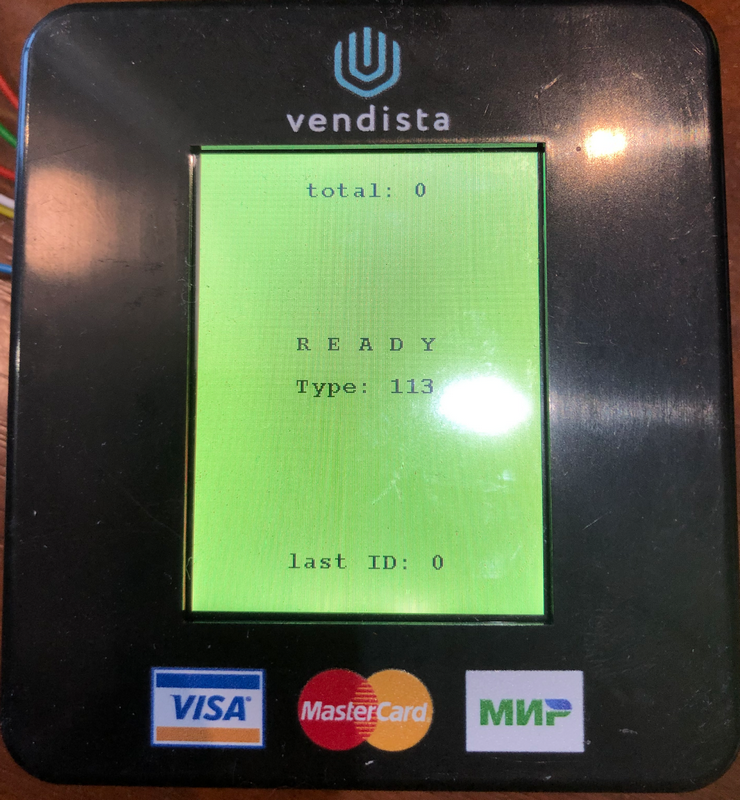 vendista
total: 0
R E A D Y
Type: 113
last ID: 0
VISA
MasterCard
МИР